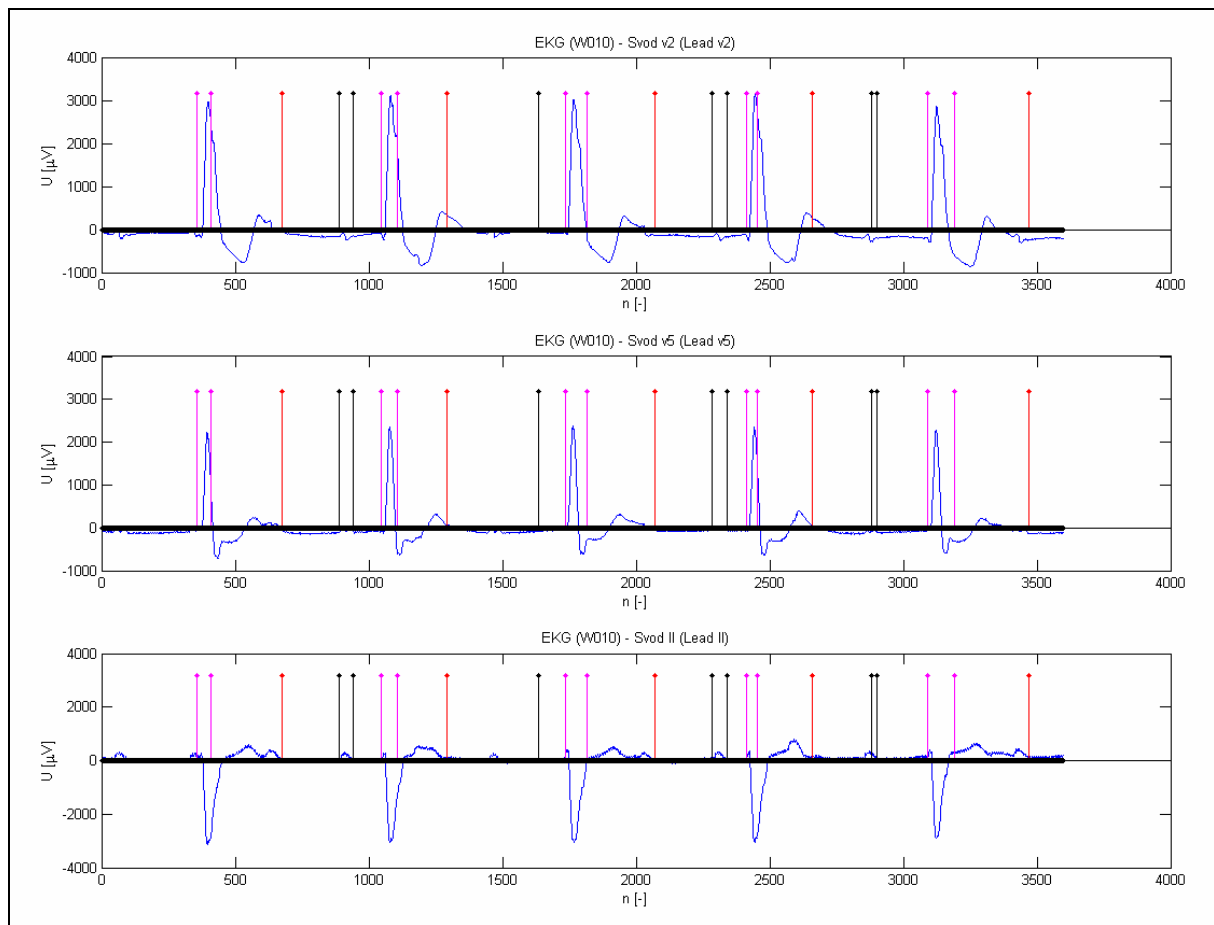 EKG (W010) - Svod v2 (Lead v2)
4000
3000
2000
1000
0
-1000
U [µV]
0 500 1000 1500 2000 2500 3000 3500 4000
n [-]
EKG (W010) - Svod v5 (Lead v5)
4000
3000
2000
1000
0
-1000
U [µV]
0 500 1000 1500 2000 2500 3000 3500 4000
n [-]
EKG (W010) - Svod II (Lead II)
4000
2000
0
-2000
-4000
U [µV]
0 500 1000 1500 2000 2500 3000 3500 4000
n [-]